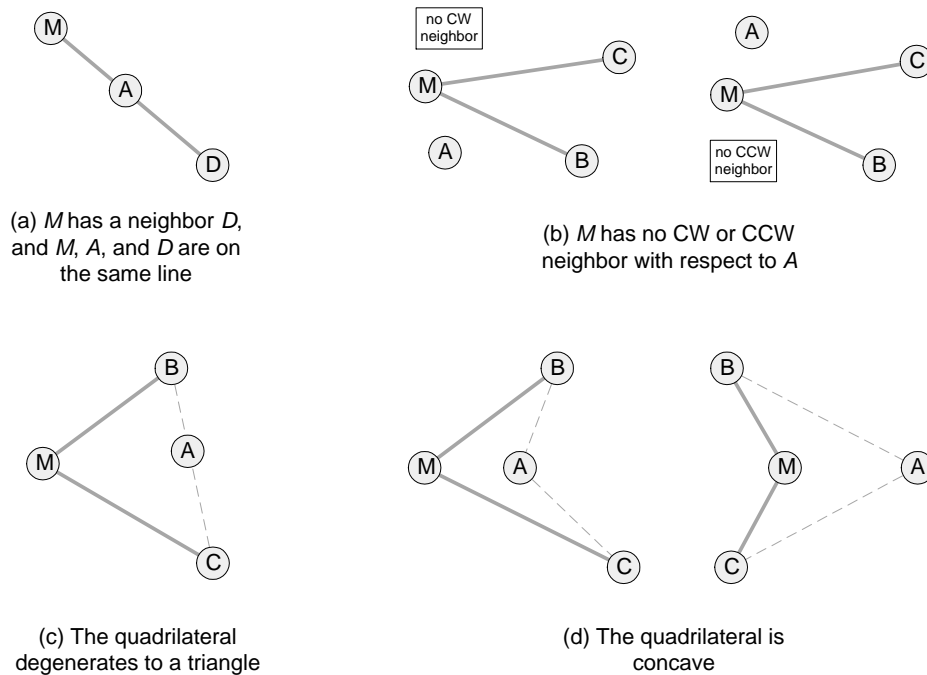 M
A
D
(a) M has a neighbor D,
and M, A, and D are on
the same line
no CW
neighbor
C
M
A
B
A
C
M
no CCW
neighbor
B
(b) M has no CW or CCW
neighbor with respect to A
B
A
M
C
(c) The quadrilateral
degenerates to a triangle
B
M
A
C
B
M
A
C
(d) The quadrilateral is
concave